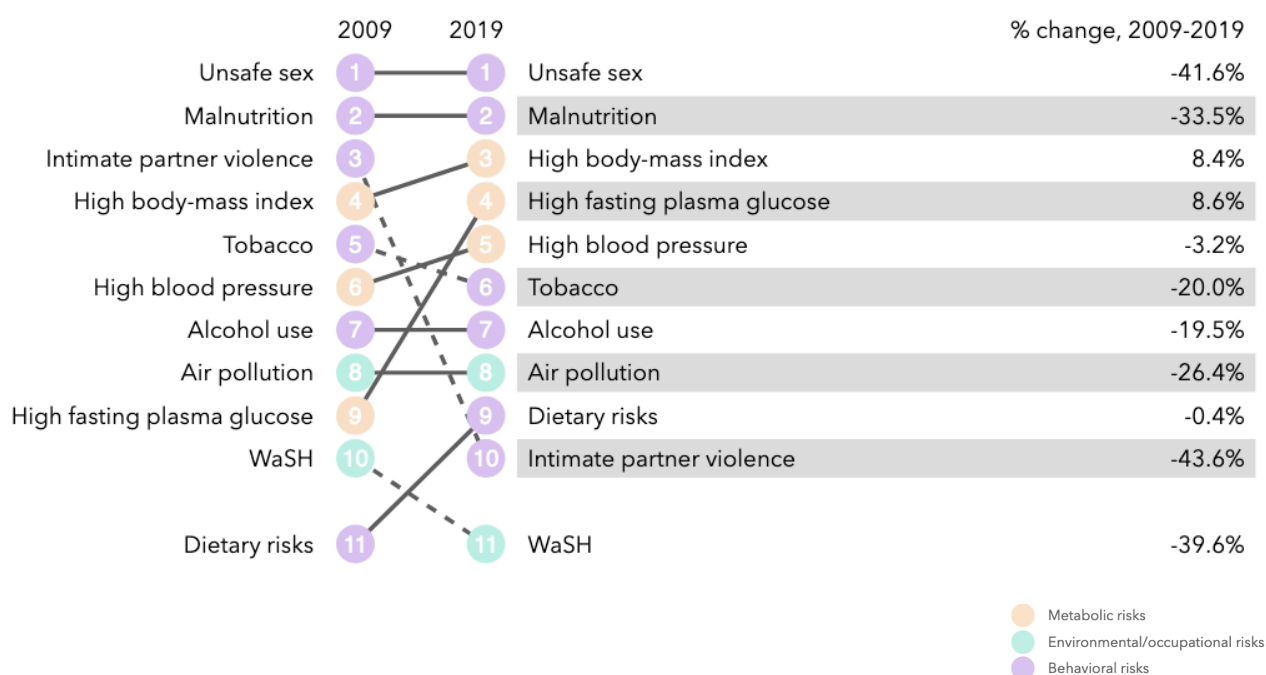 2009 2019 % change, 2009-2019
Unsafe sex 1 1 Unsafe sex -41.6%
Malnutrition 2 2 Malnutrition -33.5%
Intimate partner violence 3 3 High body-mass index 8.4%
High body-mass index 4 4 High fasting plasma glucose 8.6%
Tobacco 5 5 High blood pressure -3.2%
High blood pressure 6 6 Tobacco -20.0%
Alcohol use 7 7 Alcohol use -19.5%
Air pollution 8 8 Air pollution -26.4%
High fasting plasma glucose 9 9 Dietary risks -0.4%
WaSH 10 10 Intimate partner violence -43.6%
Dietary risks 11 11 WaSH -39.6%
Metabolic risks
Environmental/occupational risks
Behavioral risks